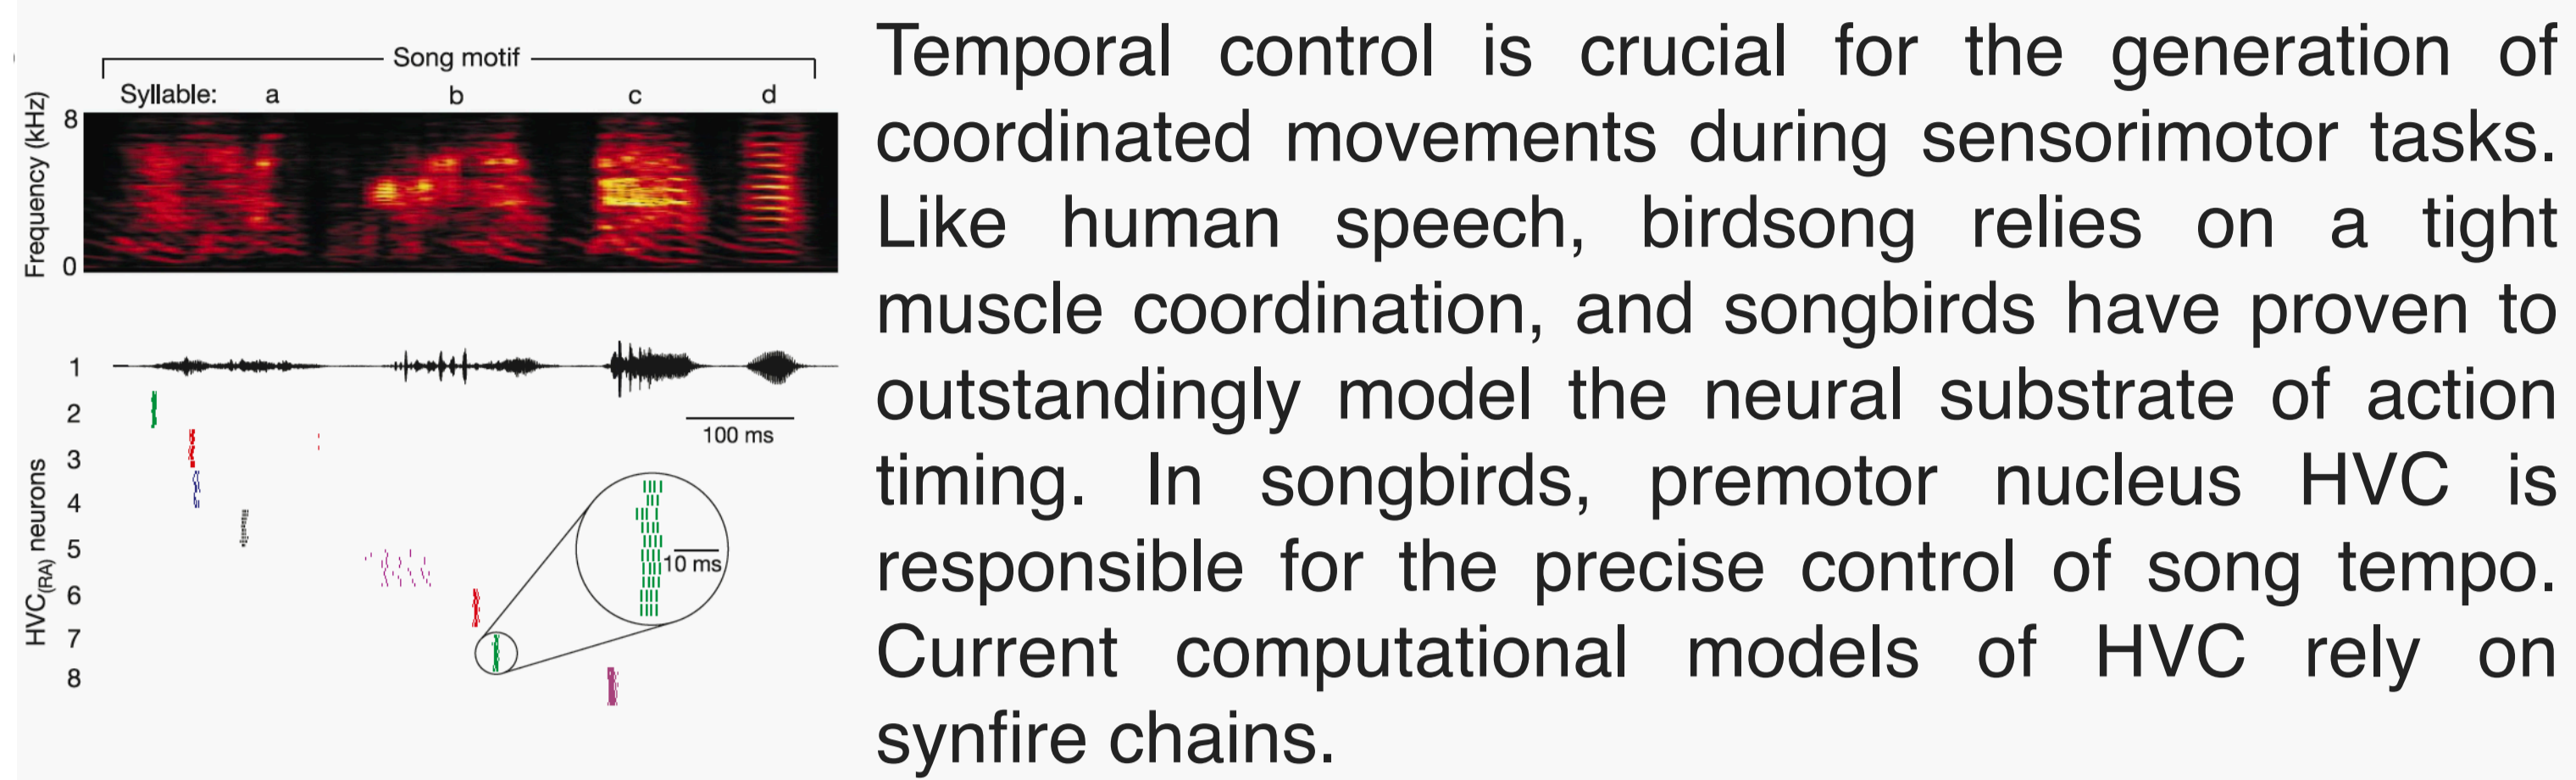 Song motif
Syllable: a b c d
Frequency (kHz)
8
0
1
2
3
4
5
6
7
8
HVC(RA) neurons
100 ms
10 ms
Temporal control is crucial for the generation of
coordinated movements during sensorimotor tasks.
Like human speech, birdsong relies on a tight
muscle coordination, and songbirds have proven to
outstandingly model the neural substrate of action
timing. In songbirds, premotor nucleus HVC is
responsible for the precise control of song tempo.
Current computational models of HVC rely on
synfire chains.